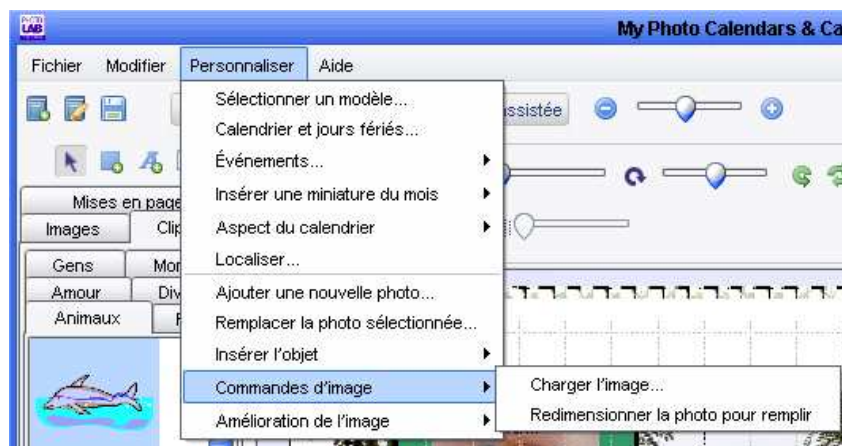 PHOTO
LAB
My Photo Calendars & Ca
Fichier Modifier Personnaliser Aide
Sélectionner un modèle...
Calendrier et jours fériés...
Événements...
Insérer une miniature du mois
Aspect du calendrier
Localiser...
Ajouter une nouvelle photo...
Remplacer la photo sélectionnée...
Insérer l'objet
Commandes d'image
Amélioration de l'image
Charger l'image...
Redimensionner la photo pour remplir
ssistée
Mises en page
Images Clip
Gens Mo
Amour Div
Animaux